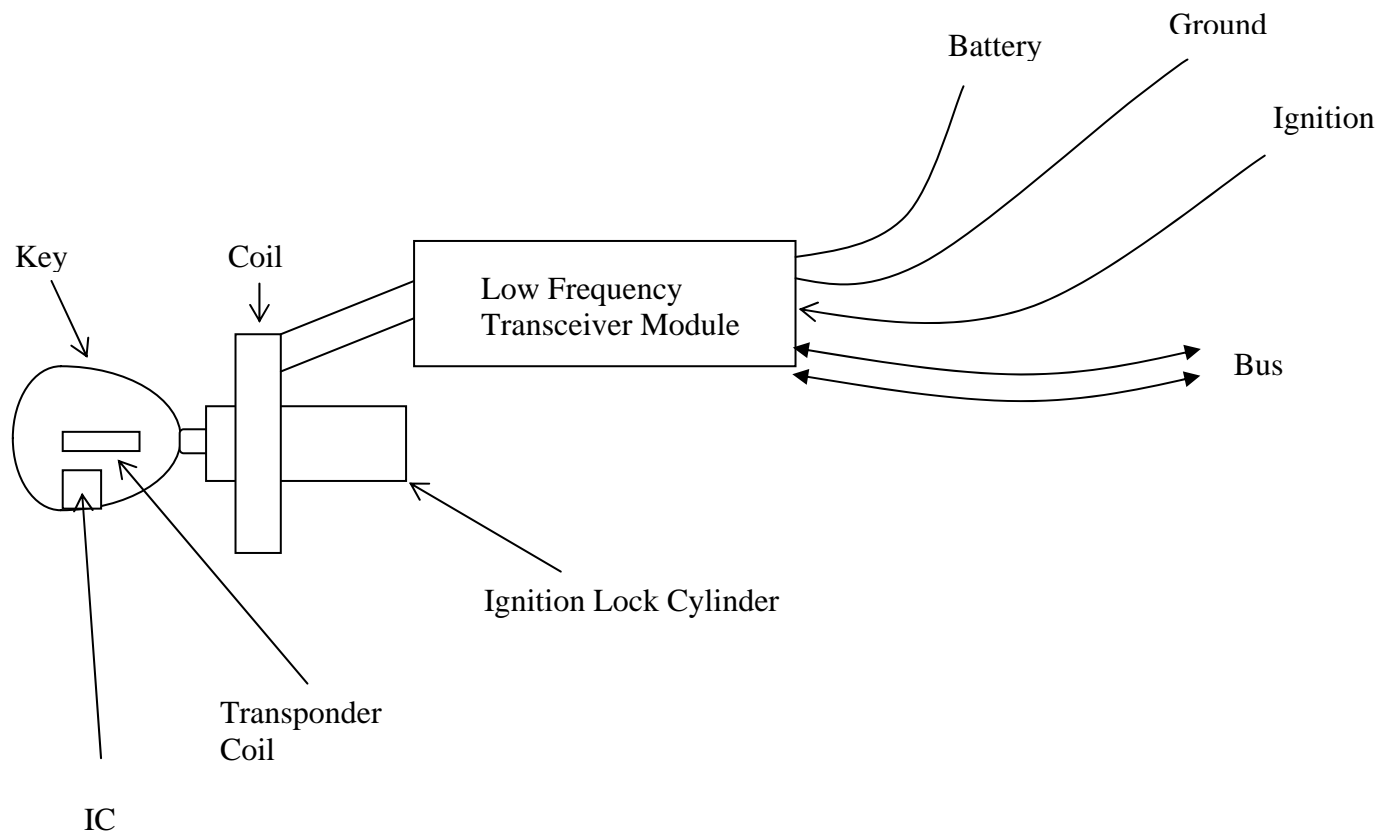 Ground
Battery
Ignition
Key
Coil
Low Frequency
Transceiver Module
Bus
Ignition Lock Cylinder
Transponder
Coil
IC